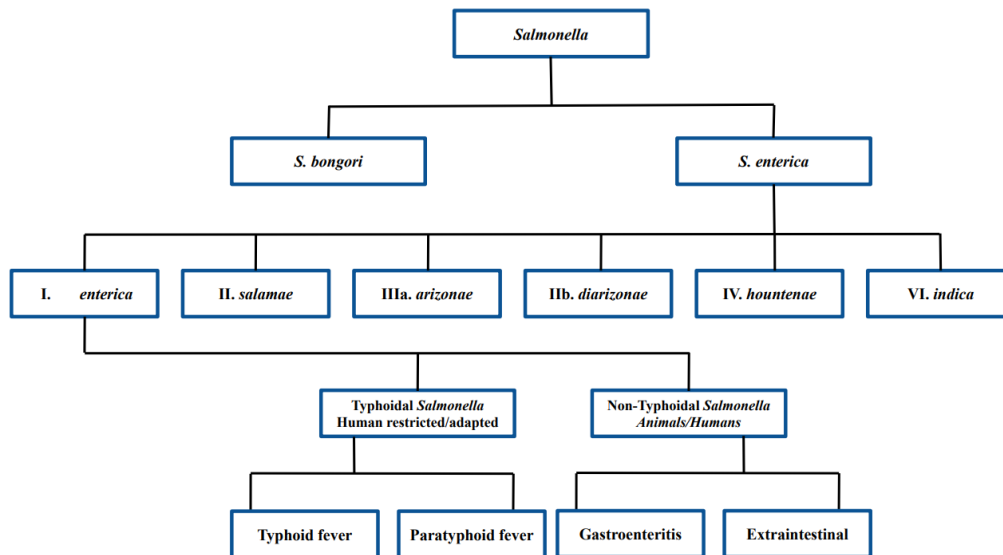 Salmonella
S. bongori
S. enterica
I. enterica
II. salamae
IIIa. arizonae
IIb. diarizonae
IV. hountenae
VI. indica
Typhoidal Salmonella
Human restricted/adapted
Non-Typhoidal Salmonella
Animals/Humans
Typhoid fever
Paratyphoid fever
Gastroenteritis
Extraintestinal